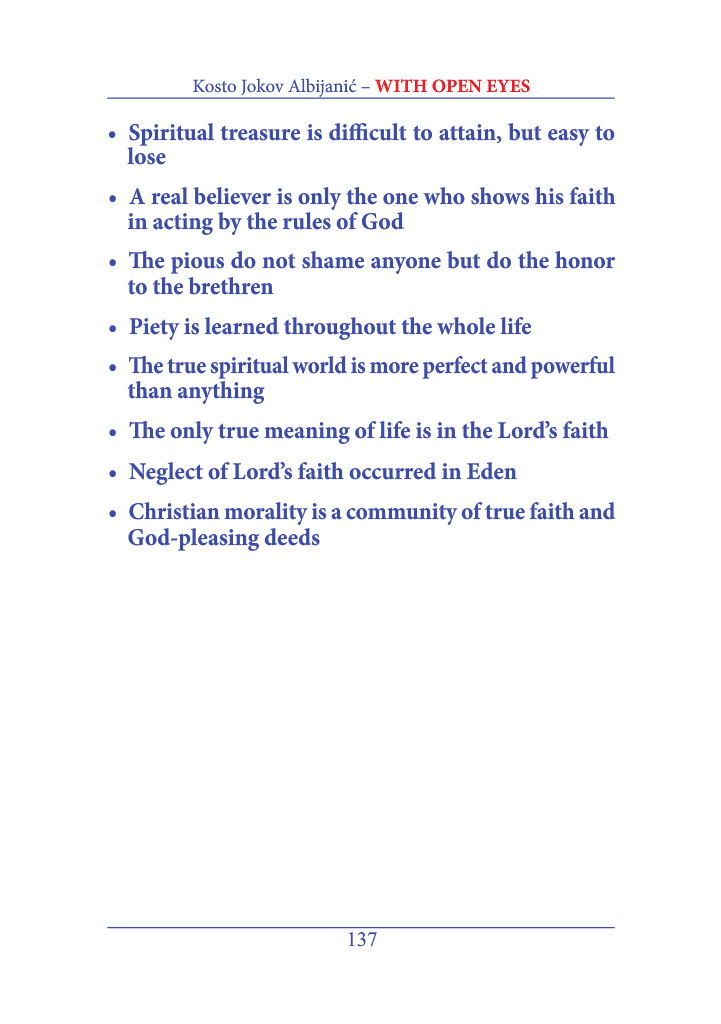 Kosto Jokov Albijanić – WITH OPEN EYES
• Spiritual treasure is difficult to attain, but easy to
lose
• A real believer is only the one who shows his faith
in acting by the rules of God
• The pious do not shame anyone but do the honor
to the brethren
• Piety is learned throughout the whole life
• The true spiritual world is more perfect and powerful
than anything
• The only true meaning of life is in the Lord’s faith
• Neglect of Lord’s faith occurred in Eden
• Christian morality is a community of true faith and
God-pleasing deeds
137